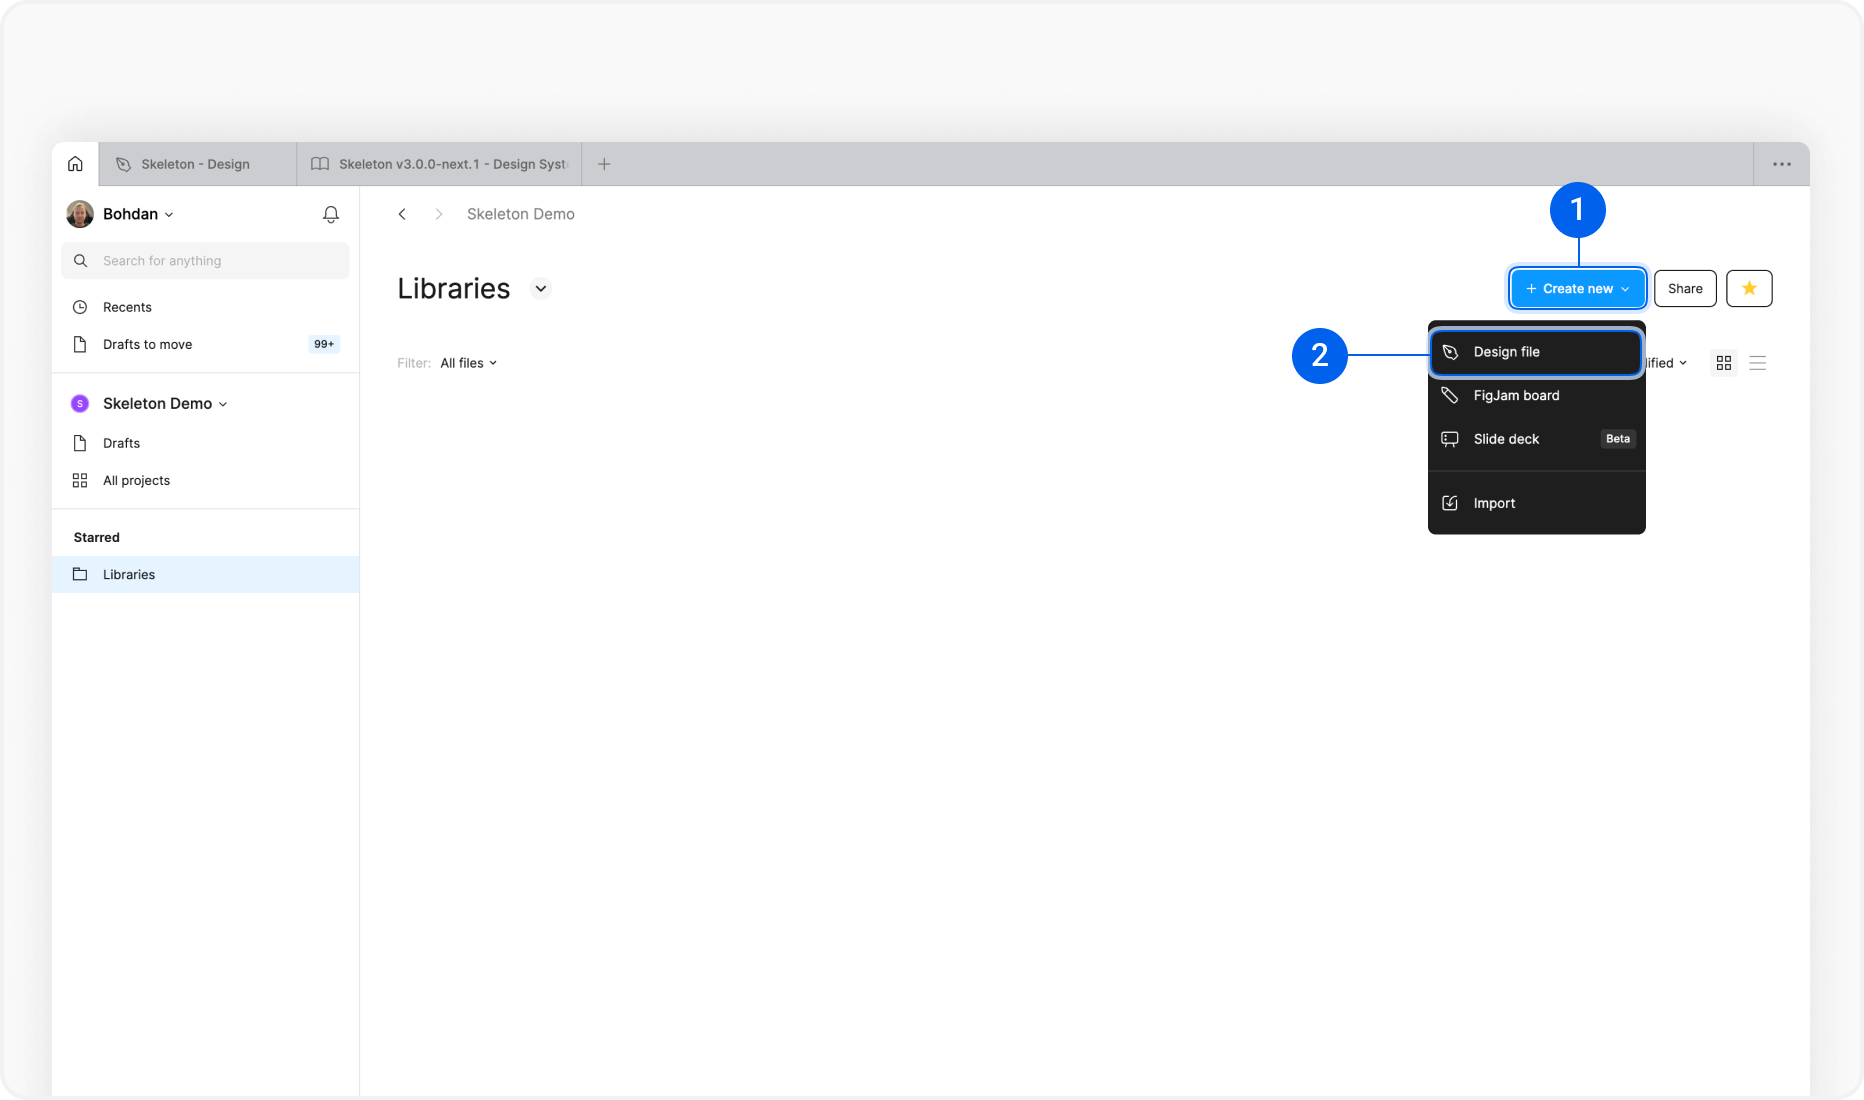 Skeleton - Design
Skeleton v3.0.0-next.1 - Design Syst
Bohdan
Search for anything
Recents
Drafts to move
99+
S
Skeleton Demo
Drafts
All projects
Starred
Libraries
Skeleton Demo
Libraries
1
Create new
Share
Filter:
All files
ified
2
Design file
FigJam board
Slide deck
Beta
Import